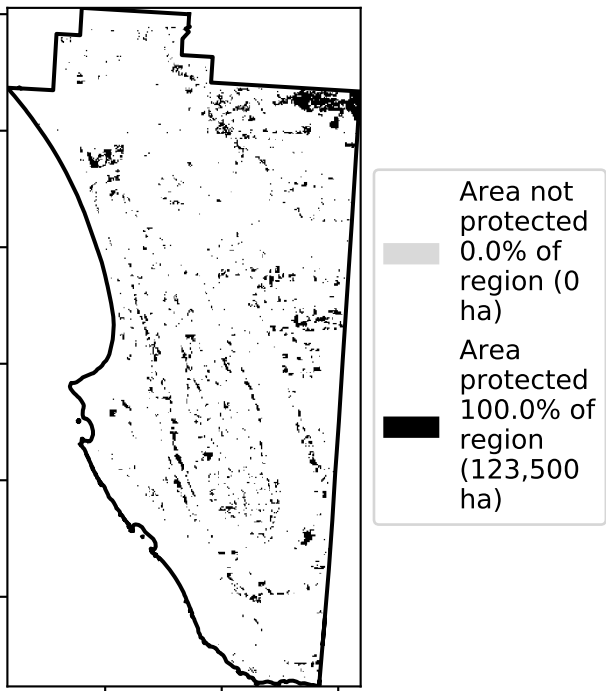 Area not
protected
0.0% of
region (0
ha)
Area
protected
100.0% of
region
(123,500
ha)